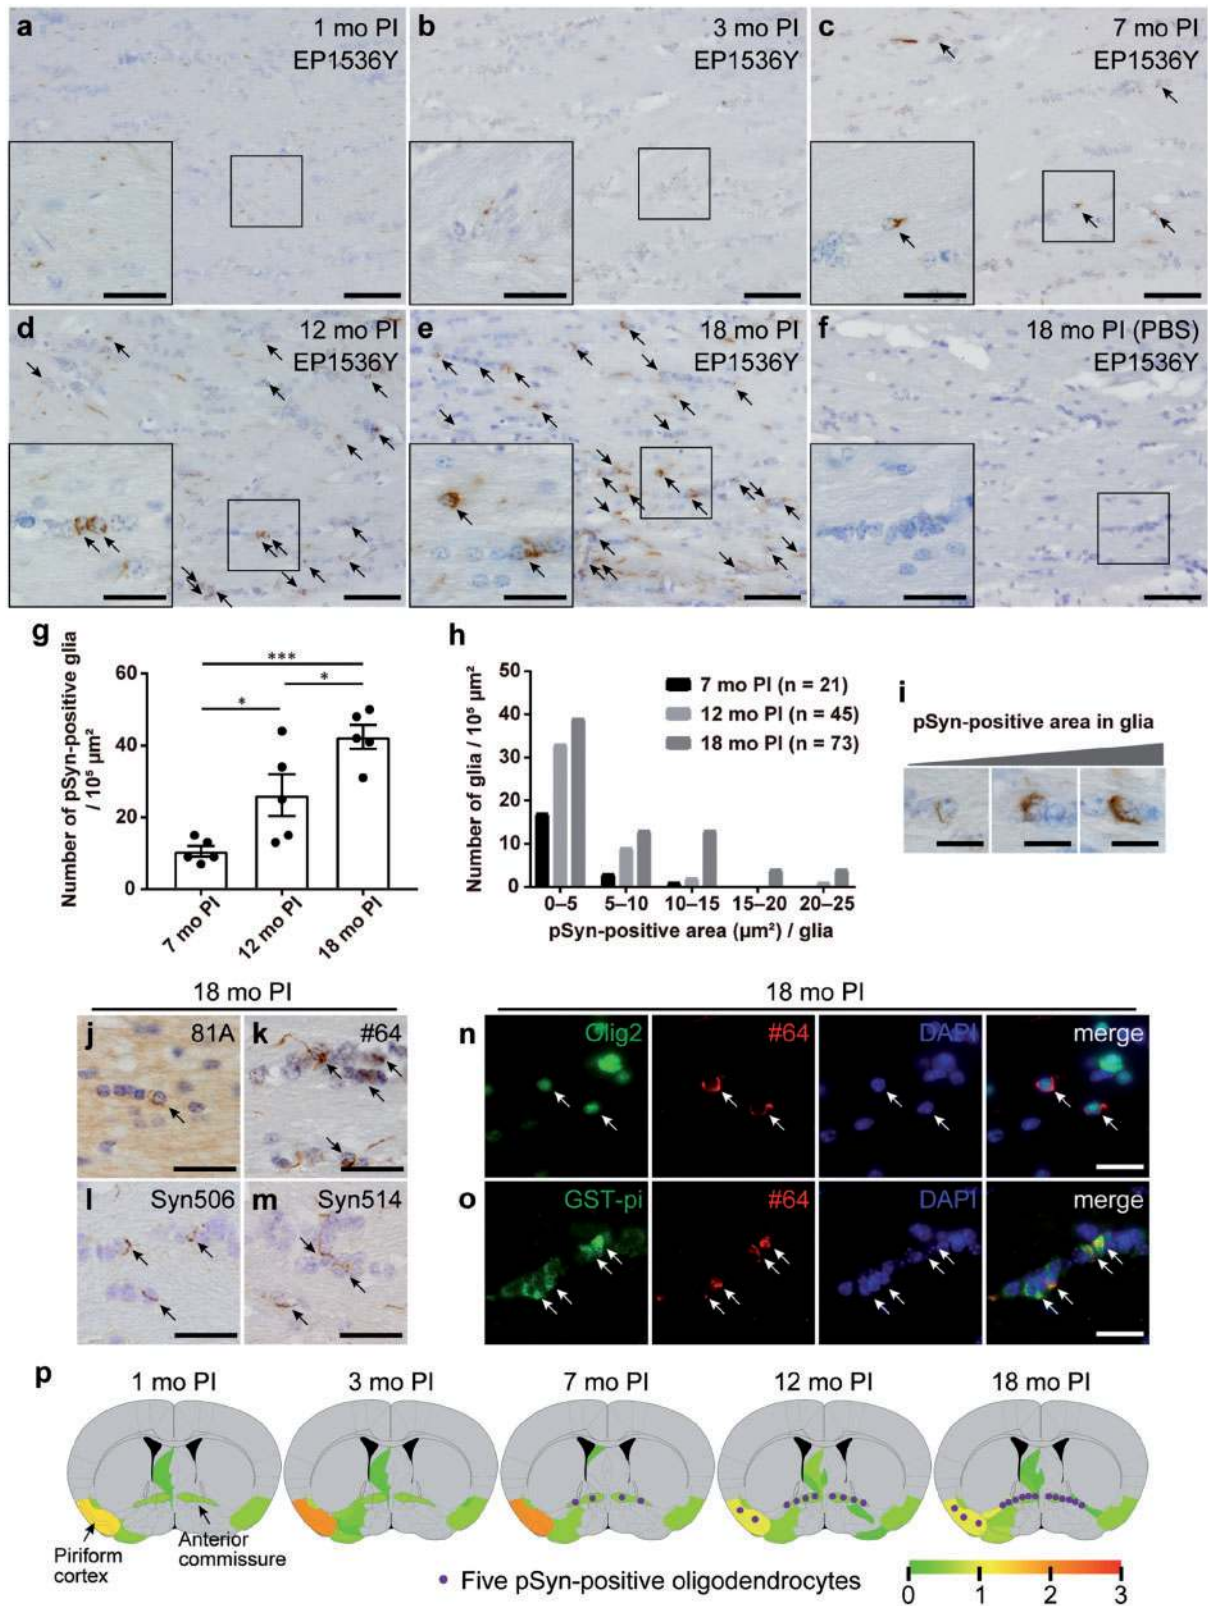 a
1 mo PI
EP1536Y
b
3 mo PI
EP1536Y
c
7 mo PI
EP1536Y
d
12 mo PI
EP1536Y
e
18 mo PI
EP1536Y
f
18 mo PI (PBS)
EP1536Y
g
Number of pSyn-positive glia
/ 10⁵ µm²
60
40
20
0
***
*
*
7 mo PI
12 mo PI
18 mo PI
h
Number of glia / 10⁵ µm²
50
40
30
20
10
0
7 mo PI (n = 21)
12 mo PI (n = 45)
18 mo PI (n = 73)
0–5
5–10
10–15
15–20
20–25
pSyn-positive area (µm²) / glia
i
pSyn-positive area in glia
18 mo PI
j
81A
k
#64
l
Syn506
m
Syn514
18 mo PI
n
Olig2
#64
DAPI
merge
o
GST-pi
#64
DAPI
merge
p
1 mo PI
3 mo PI
7 mo PI
12 mo PI
18 mo PI
Piriform
cortex
Anterior
commissure
Five pSyn-positive oligodendrocytes
0
1
2
3